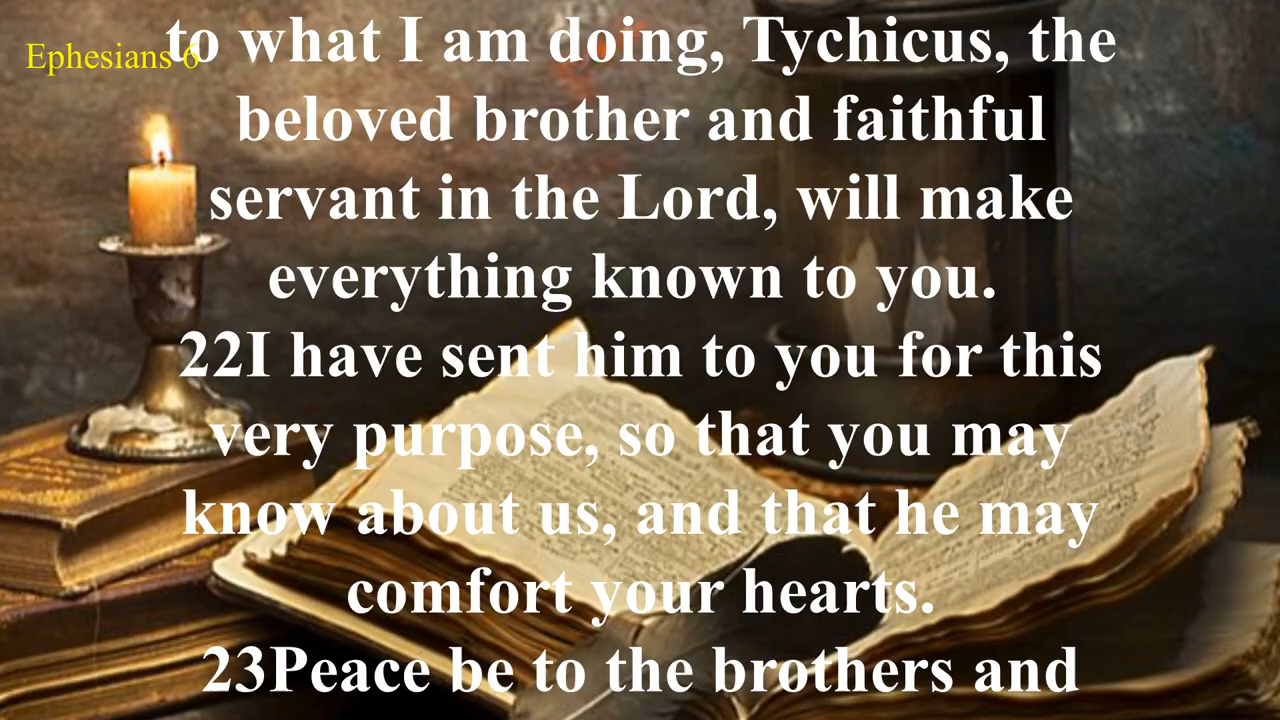 Ephesians 6
to what I am doing, Tychicus, the
beloved brother and faithful
servant in the Lord, will make
everything known to you.
22I have sent him to you for this
very purpose, so that you may
know about us, and that he may
comfort your hearts.
23Peace be to the brothers and